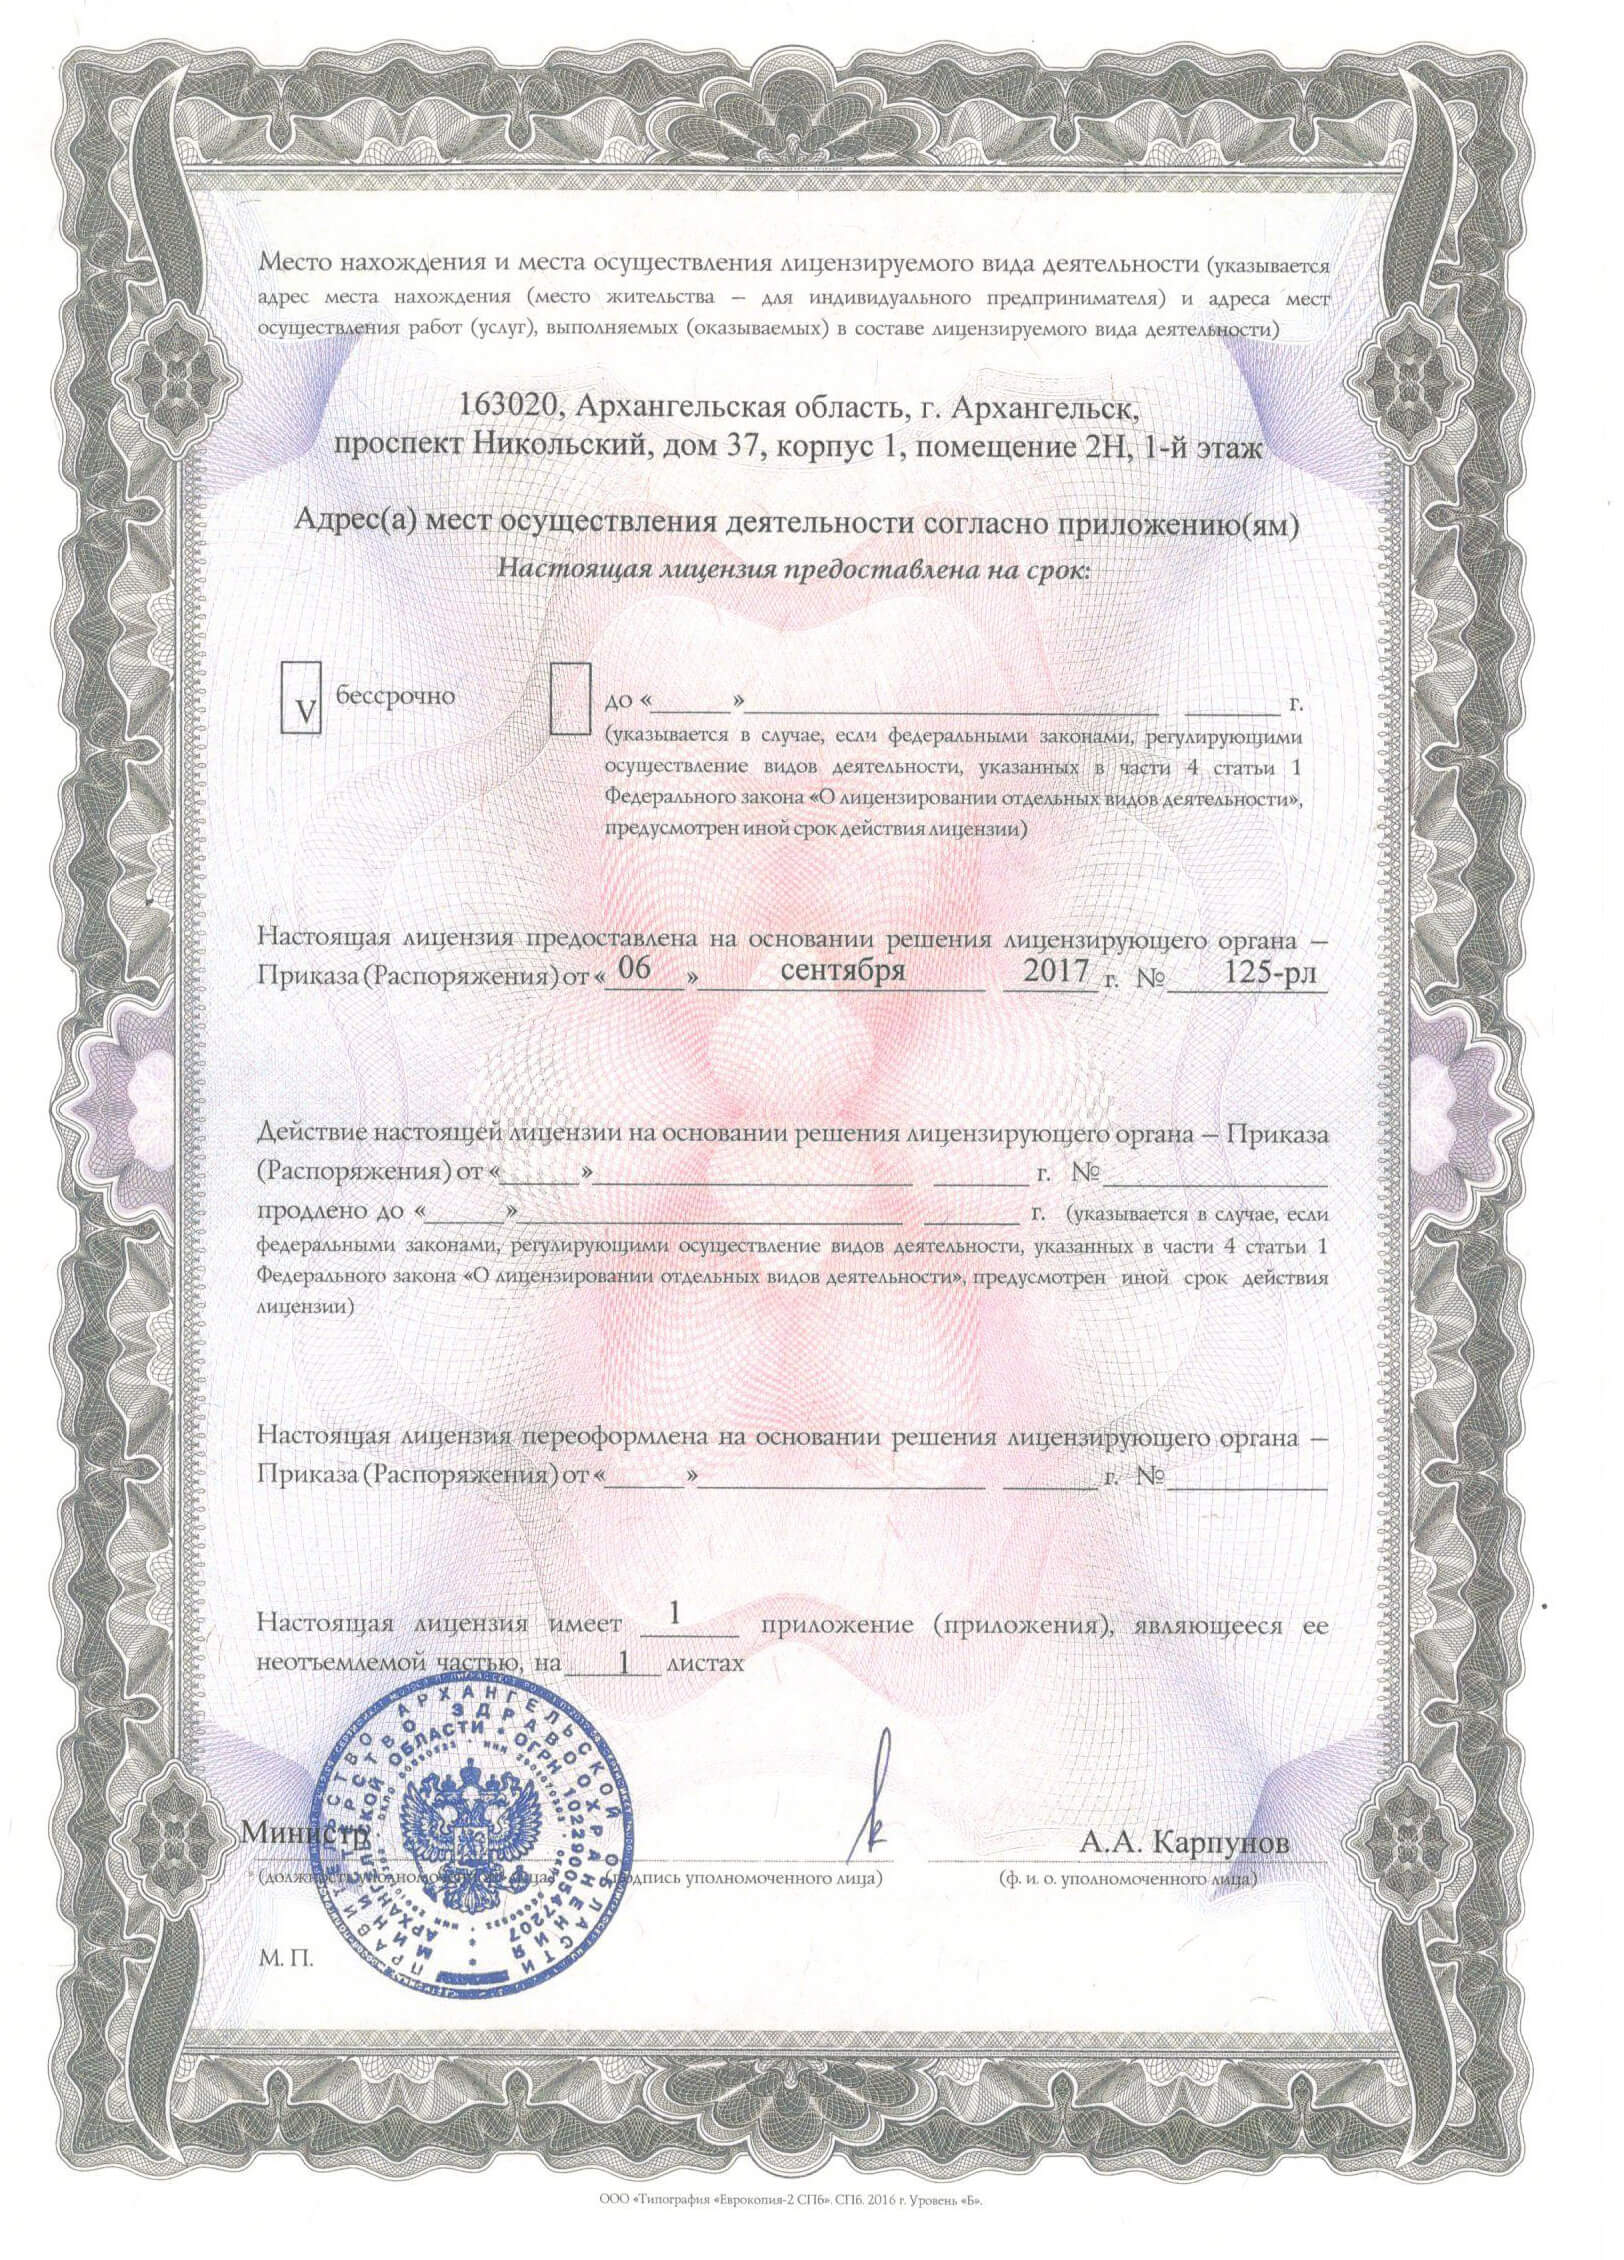 Место нахождения и места осуществления лицензируемого вида деятельности (указывается
адрес места нахождения (место жительства – для индивидуального предпринимателя) и адреса мест
осуществления работ (услуг), выполняемых (оказываемых) в составе лицензируемого вида деятельности)
163020, Архангельская область, г. Архангельск,
проспект Никольский, дом 37, корпус 1, помещение 2Н, 1-й этаж
Адрес(а) мест осуществления деятельности согласно приложению(ям)
Настоящая лицензия предоставлена на срок:
V бессрочно
до «______»______ ______ г.
(указывается в случае, если федеральными законами, регулирующими
осуществление видов деятельности, указанных в части 4 статьи 1
Федерального закона «О лицензировании отдельных видов деятельности»,
предусмотрен иной срок действия лицензии)
Настоящая лицензия предоставлена на основании решения лицензирующего органа –
Приказа (Распоряжения) от « 06 » сентября 2017 г. № 125-рл
Действие настоящей лицензии на основании решения лицензирующего органа – Приказа
(Распоряжения) от «______»______ ______ г. № ______
продлено до «______»______ ______ г. (указывается в случае, если
федеральными законами, регулирующими осуществление видов деятельности, указанных в части 4 статьи 1
Федерального закона «О лицензировании отдельных видов деятельности», предусмотрен иной срок действия
лицензии)
Настоящая лицензия переоформлена на основании решения лицензирующего органа –
Приказа (Распоряжения) от «______»______ ______ г. № ______
Настоящая лицензия имеет 1 приложение (приложения), являющееся ее
неотъемлемой частью, на 1 листах
ПРАВИТЕЛЬСТВО АРХАНГЕЛЬСКОЙ ОБЛАСТИ
МИНИСТЕРСТВО ЗДРАВООХРАНЕНИЯ
АРХАНГЕЛЬСКОЙ ОБЛАСТИ * ОГРН 1022900547207
Министр
А.А. Карпунов
(должность уполномоченного лица)
(подпись уполномоченного лица)
(ф. и. о. уполномоченного лица)
М. П.
ООО «Типография «Еврокопия-2 СПб». СПб. 2016 г. Уровень «Б».